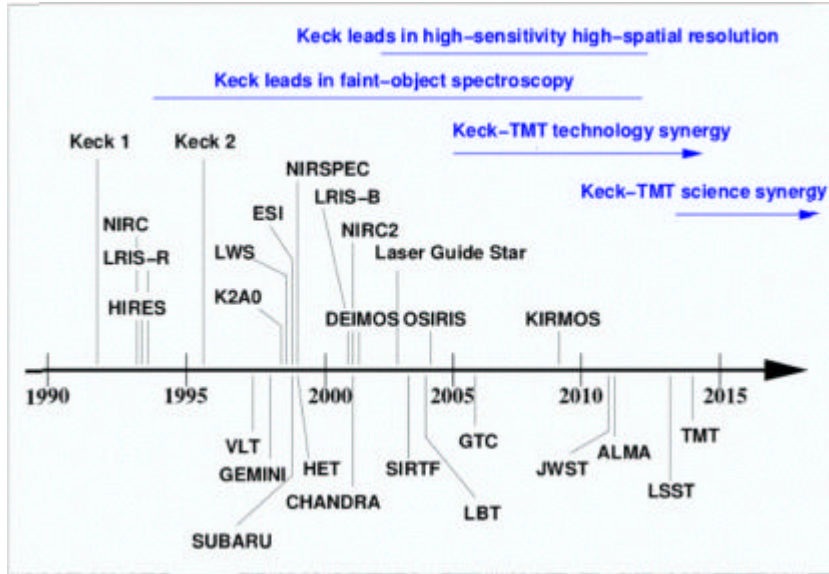 Keck leads in high-sensitivity high-spatial resolution
Keck leads in faint-object spectroscopy
Keck 1
Keck 2
Keck-TMT technology synergy
NIRSPEC
LRIS-B
Keck-TMT science synergy
ESI
NIRC
NIRC2
LRIS-R
LWS
Laser Guide Star
HIRES
K2A0
DEIMOS
OSIRIS
KIRMOS
1990
1995
2000
2005
2010
2015
VLT
GTC
TMT
GEMINI
HET
SIRTF
JWST
ALMA
CHANDRA
LSST
LBT
SUBARU